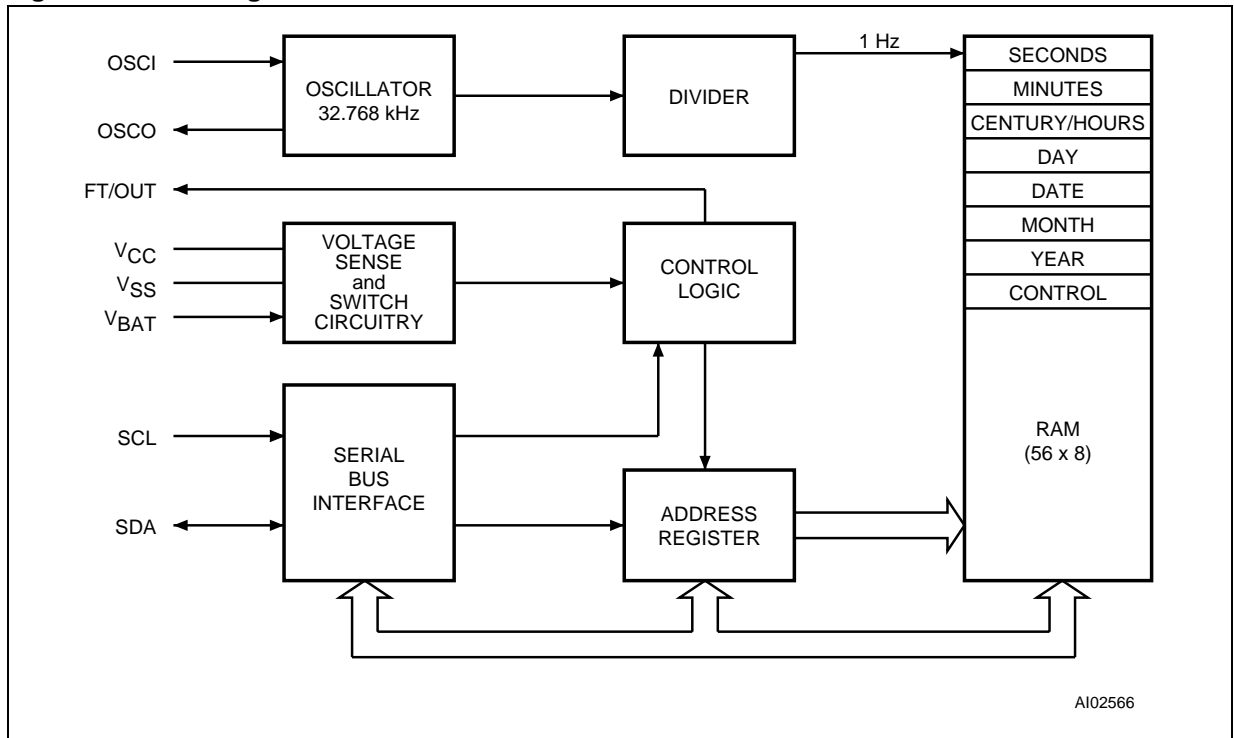 1 Hz
OSCI
OSCO
OSCILLATOR
32.768 kHz
DIVIDER
SECONDS
MINUTES
CENTURY/HOURS
DAY
DATE
MONTH
YEAR
CONTROL
RAM
(56 x 8)
FT/OUT
VCC
VSS
VBAT
VOLTAGE
SENSE
and
SWITCH
CIRCUITRY
CONTROL
LOGIC
SCL
SDA
SERIAL
BUS
INTERFACE
ADDRESS
REGISTER
AI02566